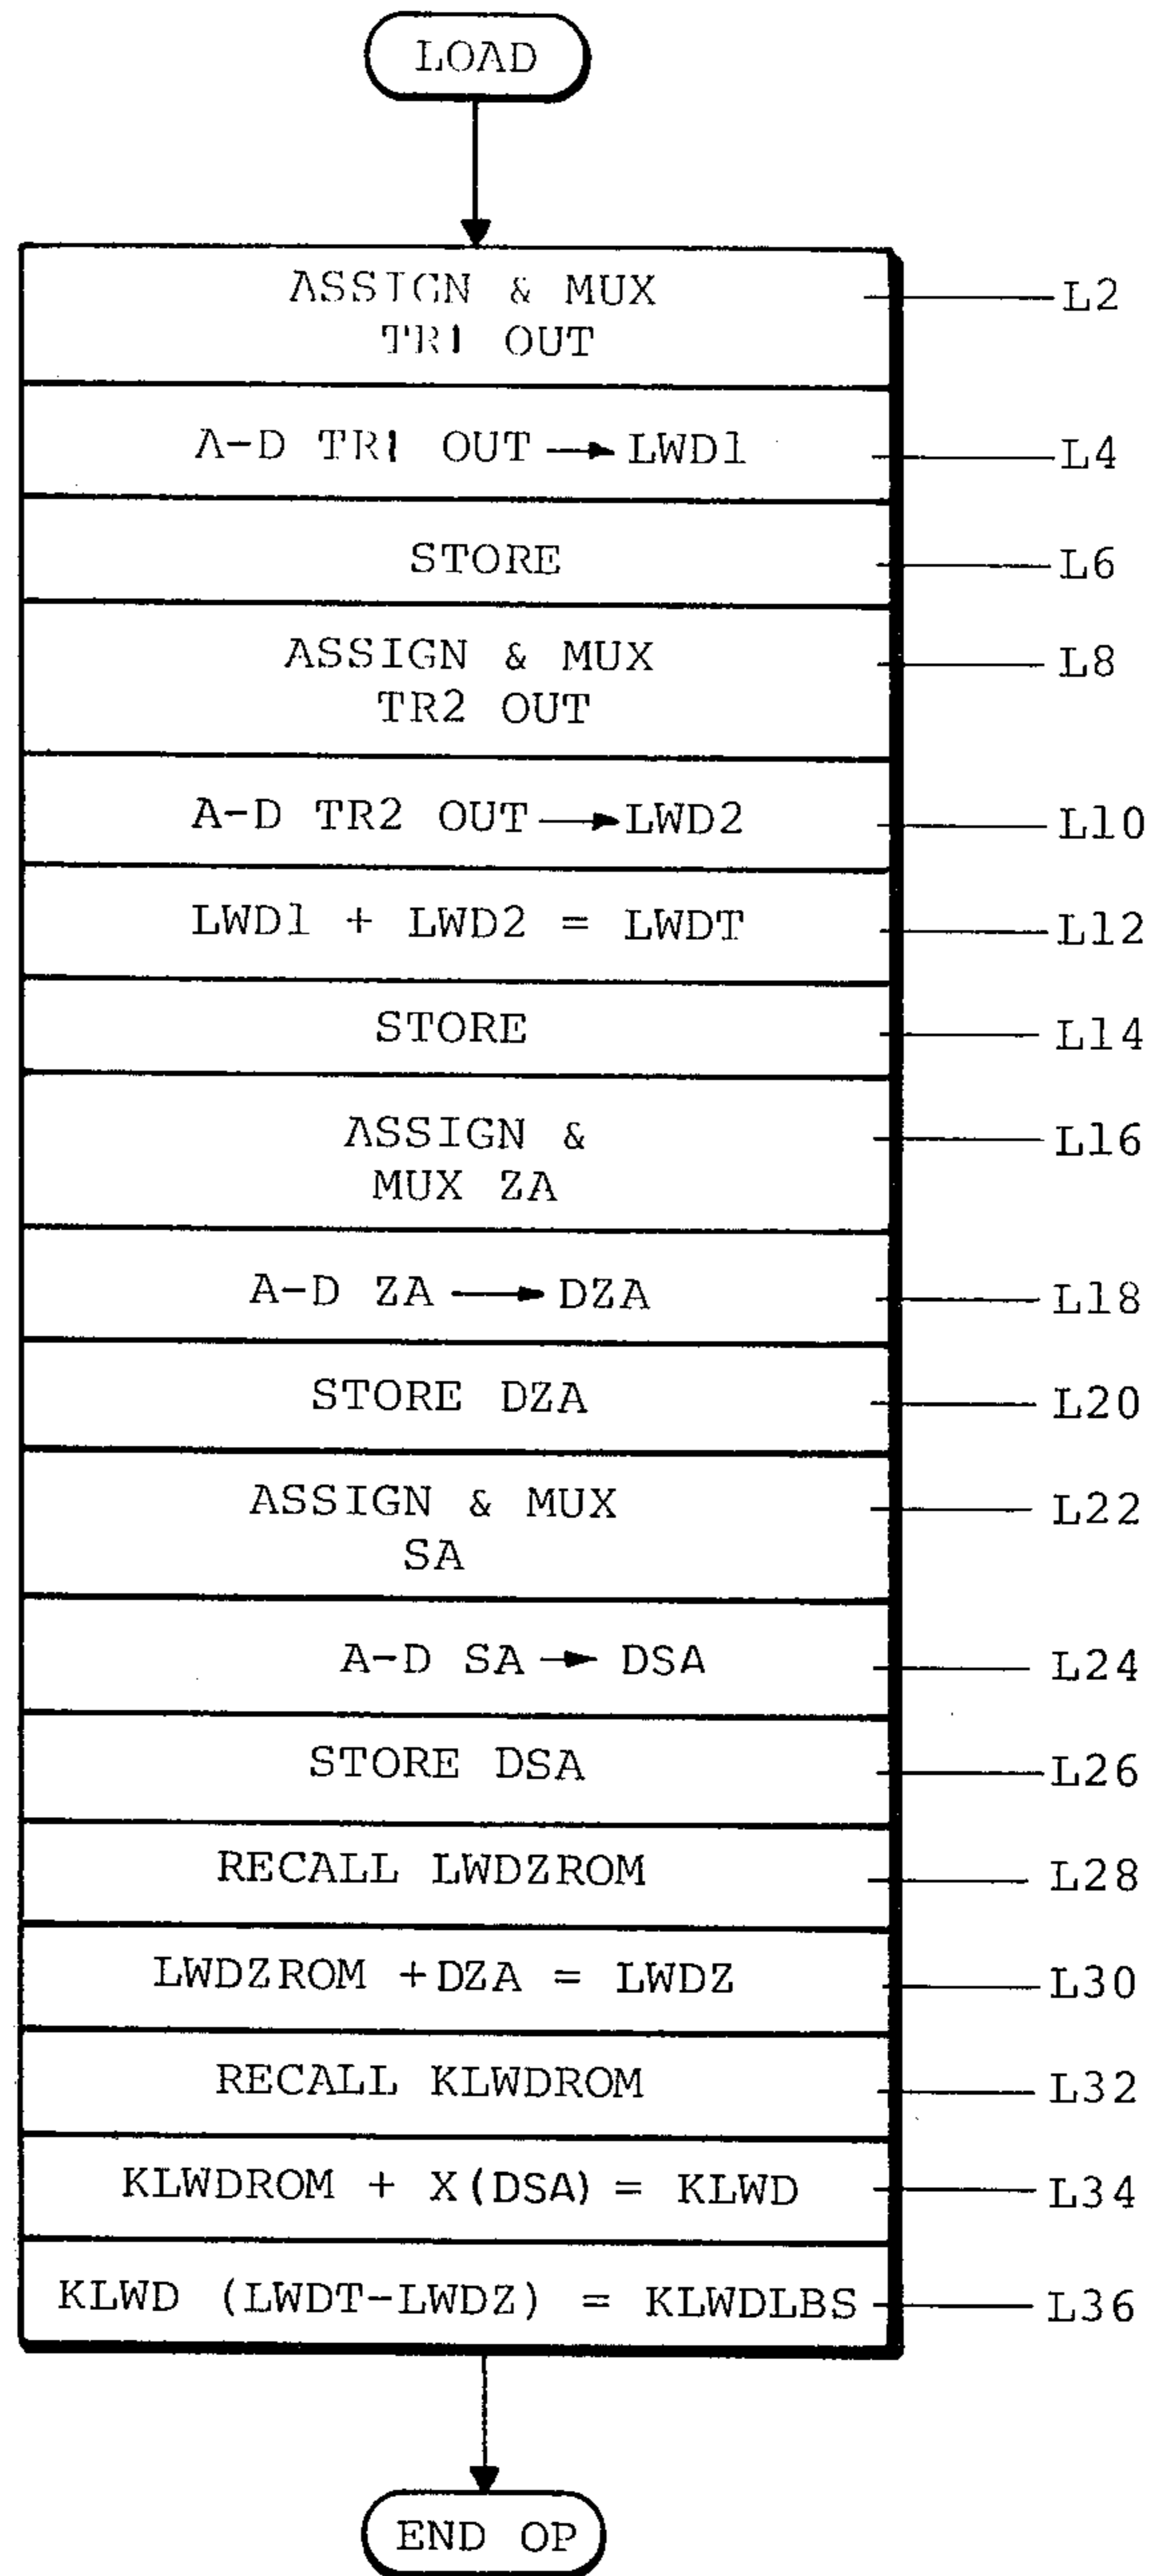 LOAD
ASSIGN & MUX
TR1 OUT
L2
A-D TR1 OUT → LWD1
L4
STORE
L6
ASSIGN & MUX
TR2 OUT
L8
A-D TR2 OUT → LWD2
L10
LWD1 + LWD2 = LWDT
L12
STORE
L14
ASSIGN &
MUX ZA
L16
A-D ZA → DZA
L18
STORE DZA
L20
ASSIGN & MUX
SA
L22
A-D SA → DSA
L24
STORE DSA
L26
RECALL LWDZROM
L28
LWDZROM +DZA = LWDZ
L30
RECALL KLWDROM
L32
KLWDROM + X(DSA) = KLWD
L34
KLWD (LWDT-LWDZ) = KLWDLBS
L36
END OP